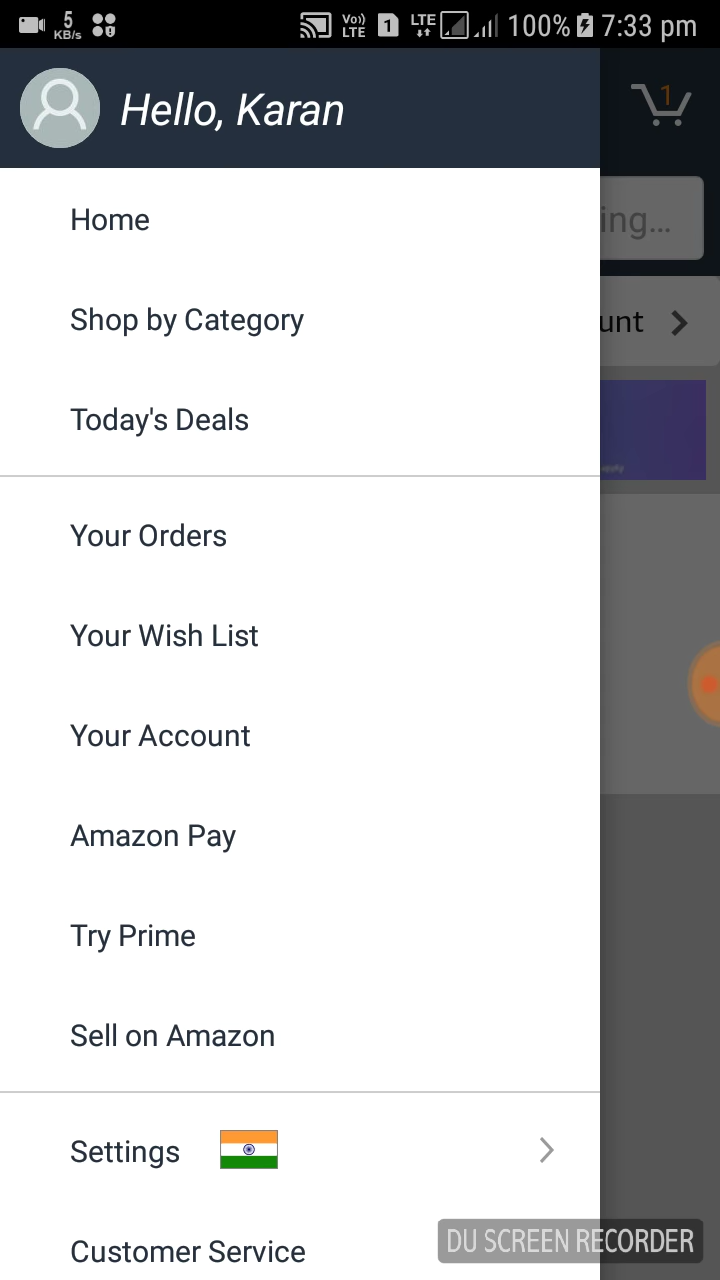 5
KB/s
Vo))
LTE
1
LTE
100%
7:33 pm
Hello, Karan
1
Home
ing...
Shop by Category
unt
Today's Deals
Your Orders
Your Wish List
Your Account
Amazon Pay
Try Prime
Sell on Amazon
Settings
Customer Service
DU SCREEN RECORDER